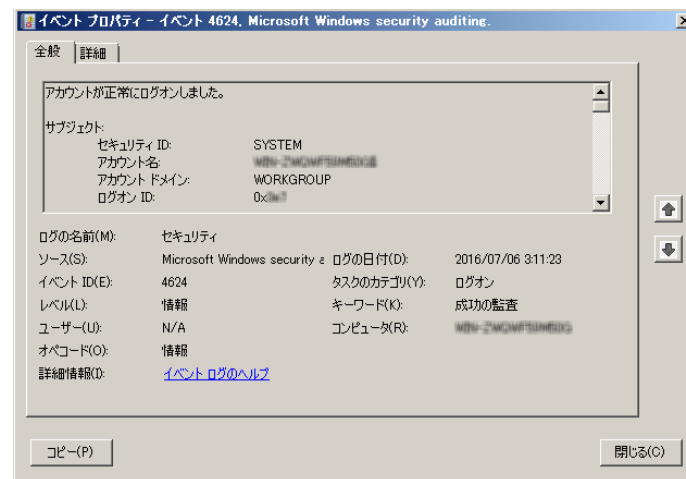 イベント プロパティ - イベント 4624, Microsoft Windows security auditing.
全般 詳細
アカウントが正常にログオンしました。
サブジェクト:
セキュリティ ID: SYSTEM
アカウント名:
アカウント ドメイン: WORKGROUP
ログオン ID: 0x
ログの名前(M): セキュリティ
ソース(S): Microsoft Windows security a ログの日付(D): 2016/07/06 3:11:23
イベント ID(E): 4624 タスクのカテゴリ(Y): ログオン
レベル(L): 情報 キーワード(K): 成功の監査
ユーザー(U): N/A コンピュータ(R):
オペコード(O): 情報
詳細情報(I): イベント ログのヘルプ
コピー(P) 閉じる(C)